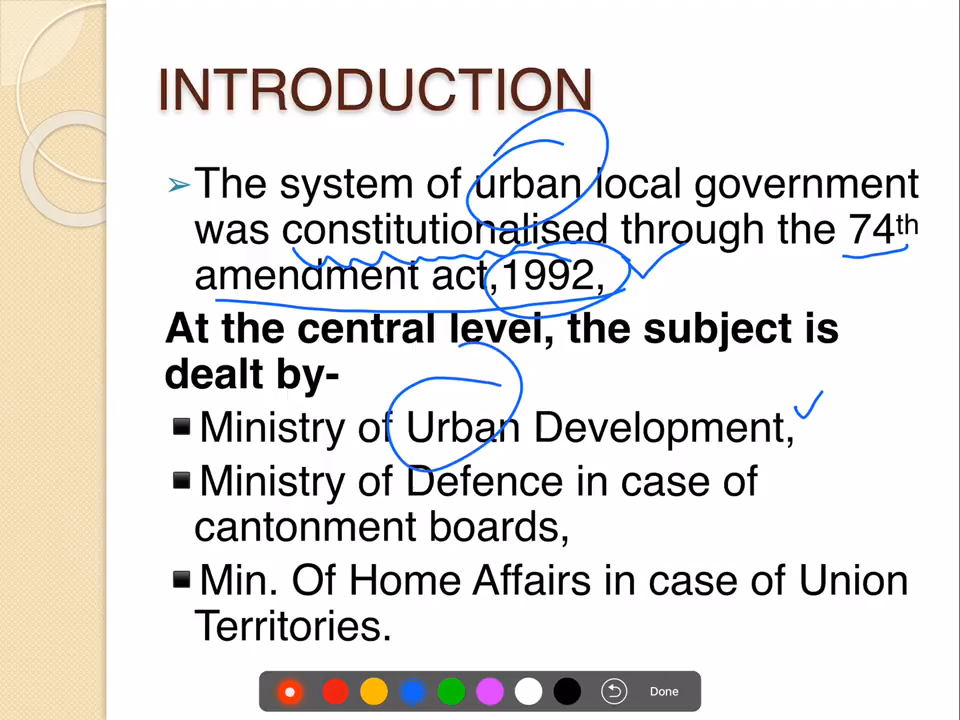 INTRODUCTION
➢The system of urban local government
was constitutionalised through the 74th
amendment act,1992,
At the central level, the subject is
dealt by-
▪Ministry of Urban Development,
▪Ministry of Defence in case of
cantonment boards,
▪Min. Of Home Affairs in case of Union
Territories.
Done